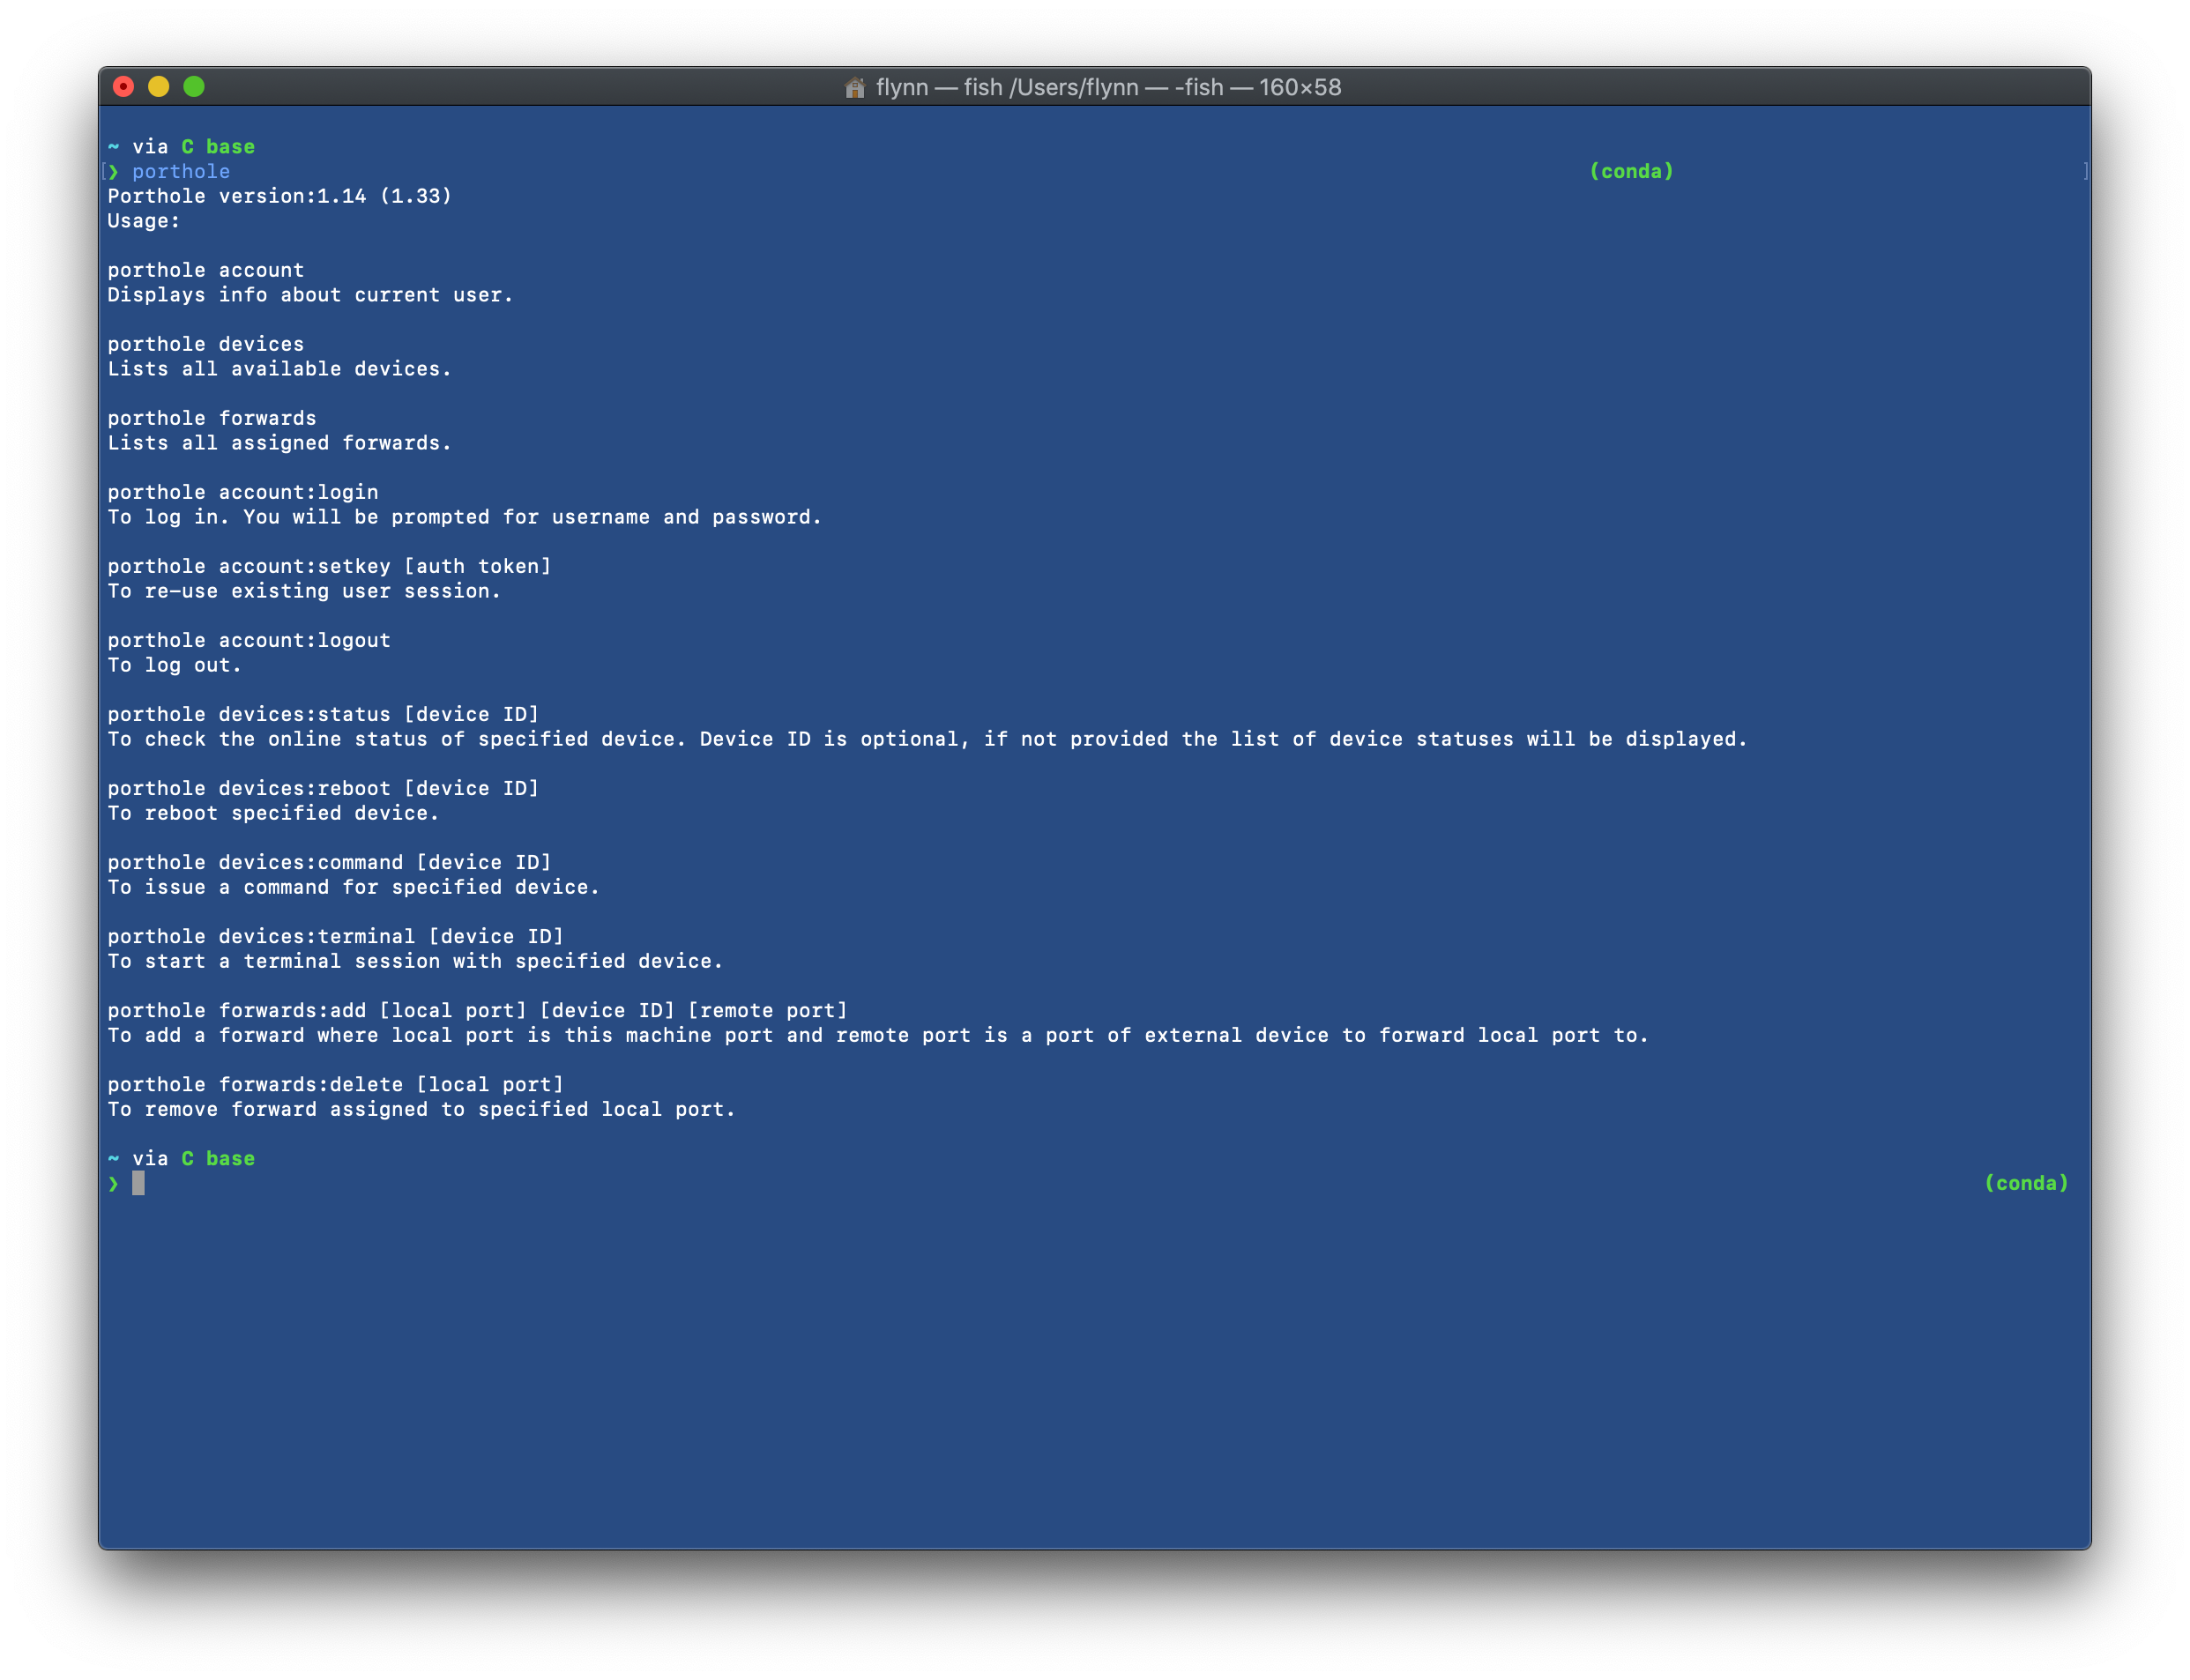 flynn — fish /Users/flynn — -fish — 160×58
~ via C base
❯ porthole (conda)
Porthole version:1.14 (1.33)
Usage:
porthole account
Displays info about current user.
porthole devices
Lists all available devices.
porthole forwards
Lists all assigned forwards.
porthole account:login
To log in. You will be prompted for username and password.
porthole account:setkey [auth token]
To re-use existing user session.
porthole account:logout
To log out.
porthole devices:status [device ID]
To check the online status of specified device. Device ID is optional, if not provided the list of device statuses will be displayed.
porthole devices:reboot [device ID]
To reboot specified device.
porthole devices:command [device ID]
To issue a command for specified device.
porthole devices:terminal [device ID]
To start a terminal session with specified device.
porthole forwards:add [local port] [device ID] [remote port]
To add a forward where local port is this machine port and remote port is a port of external device to forward local port to.
porthole forwards:delete [local port]
To remove forward assigned to specified local port.
~ via C base
❯ (conda)